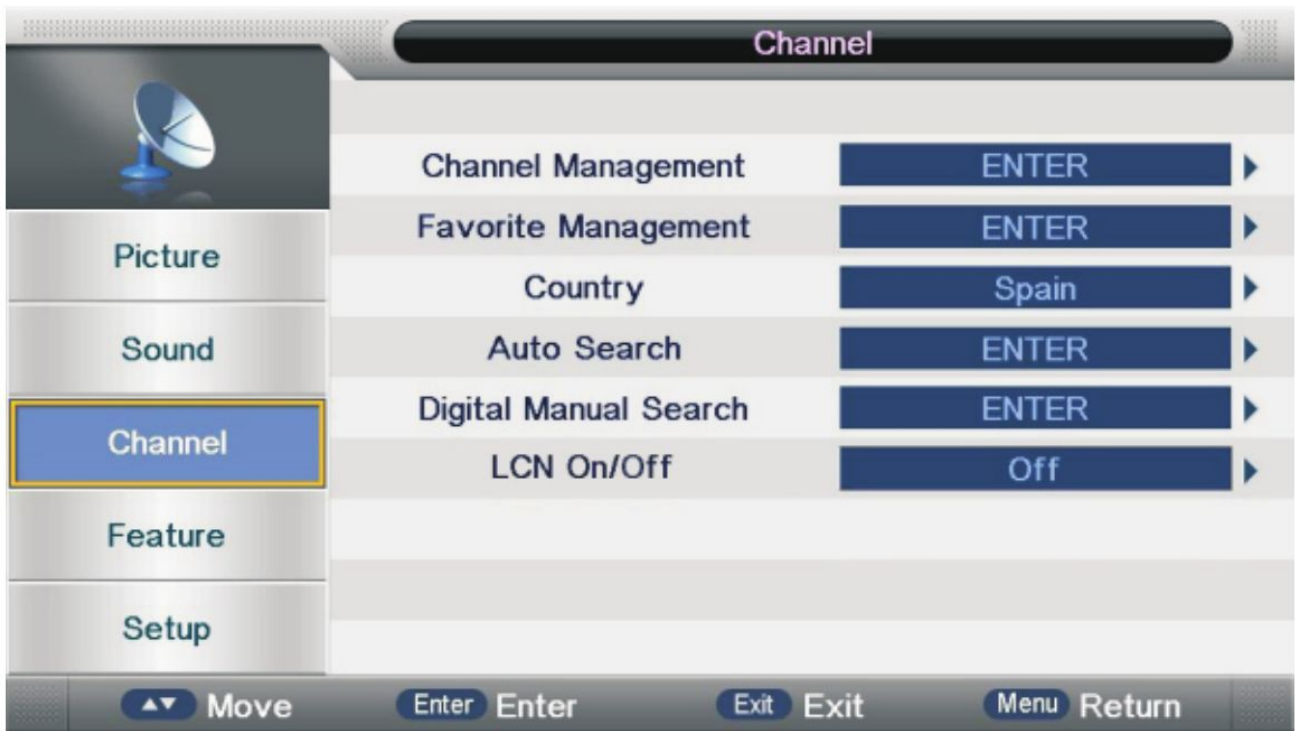 Channel
Channel Management ENTER
Favorite Management ENTER
Country Spain
Auto Search ENTER
Digital Manual Search ENTER
LCN On/Off Off
Picture
Sound
Channel
Feature
Setup
Move Enter Enter Exit Exit Menu Return